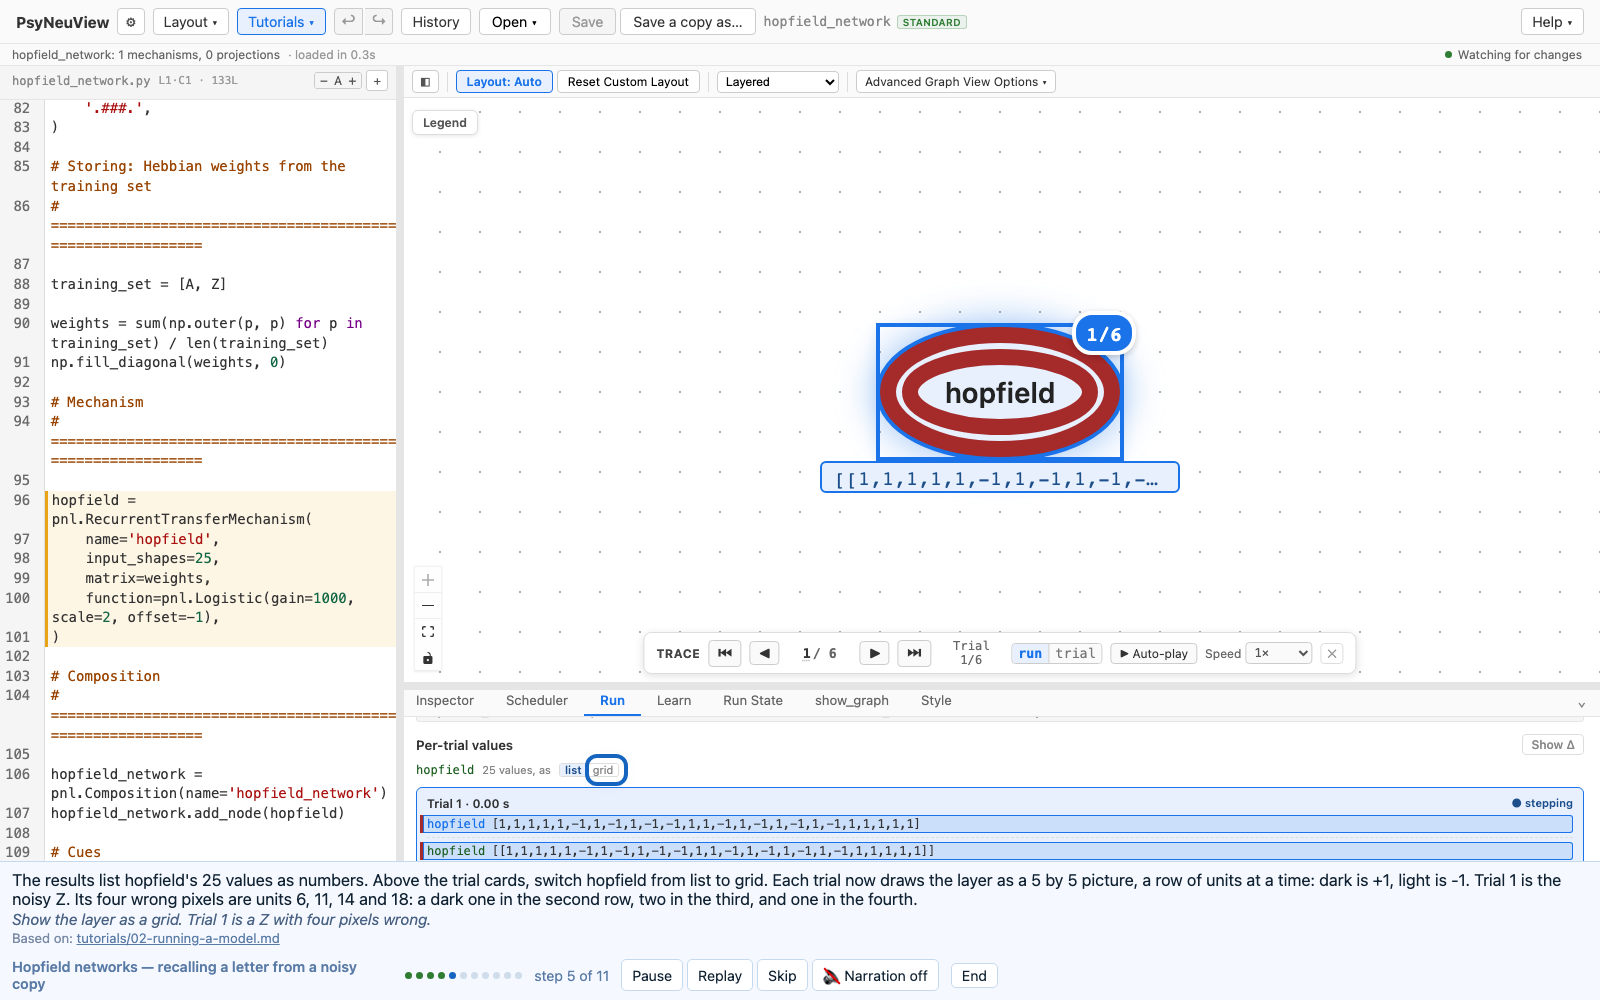 PsyNeuView
Layout ▾
Tutorials ▾
History
Open ▾
Save
Save a copy as...
hopfield_network
STANDARD
Help ▾
hopfield_network: 1 mechanisms, 0 projections · loaded in 0.3s
Watching for changes
hopfield_network.py L1·C1 · 133L
− A +
+
Layout: Auto
Reset Custom Layout
Layered
Advanced Graph View Options ▾
Legend
82 '.###.',
83 )
84
85 # Storing: Hebbian weights from the
training set
86 #
========================================
==================
87
88 training_set = [A, Z]
89
90 weights = sum(np.outer(p, p) for p in
training_set) / len(training_set)
91 np.fill_diagonal(weights, 0)
92
93 # Mechanism
94 #
========================================
==================
95
96 hopfield =
pnl.RecurrentTransferMechanism(
97 name='hopfield',
98 input_shapes=25,
99 matrix=weights,
100 function=pnl.Logistic(gain=1000,
scale=2, offset=-1),
101 )
102
103 # Composition
104 #
========================================
==================
105
106 hopfield_network =
pnl.Composition(name='hopfield_network')
107 hopfield_network.add_node(hopfield)
108
109 # Cues
1/6
hopfield
[[1,1,1,1,1,-1,1,-1,1,-1,-…
TRACE
1 / 6
Trial
1/6
run trial
▶ Auto-play
Speed 1×
Inspector
Scheduler
Run
Learn
Run State
show_graph
Style
Per-trial values
Show Δ
hopfield 25 values, as list grid
Trial 1 · 0.00 s
stepping
hopfield [1,1,1,1,1,-1,1,-1,1,-1,-1,1,1,-1,1,-1,1,-1,1,-1,1,1,1,1,1]
hopfield [[1,1,1,1,1,-1,1,-1,1,-1,-1,1,1,-1,1,-1,1,-1,1,-1,1,1,1,1,1]]
The results list hopfield's 25 values as numbers. Above the trial cards, switch hopfield from list to grid. Each trial now draws the layer as a 5 by 5 picture, a row of units at a time: dark is +1, light is -1. Trial 1 is the
noisy Z. Its four wrong pixels are units 6, 11, 14 and 18: a dark one in the second row, two in the third, and one in the fourth.
Show the layer as a grid. Trial 1 is a Z with four pixels wrong.
Based on: tutorials/02-running-a-model.md
Hopfield networks — recalling a letter from a noisy
copy
step 5 of 11
Pause
Replay
Skip
Narration off
End